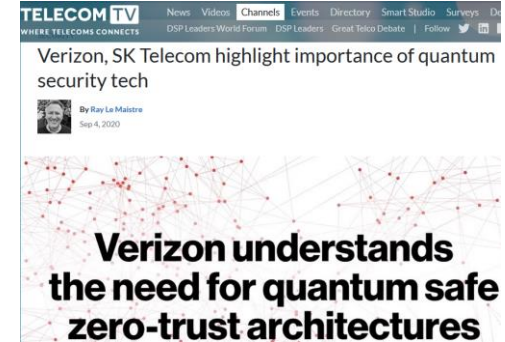 TELECOM TV
WHERE TELECOMS CONNECTS
News Videos Channels Events Directory Smart Studio Surveys
DSP Leaders World Forum DSP Leaders Great Telco Debate | Follow
Verizon, SK Telecom highlight importance of quantum
security tech
By Ray Le Maistre
Sep 4, 2020
Verizon understands
the need for quantum safe
zero-trust architectures